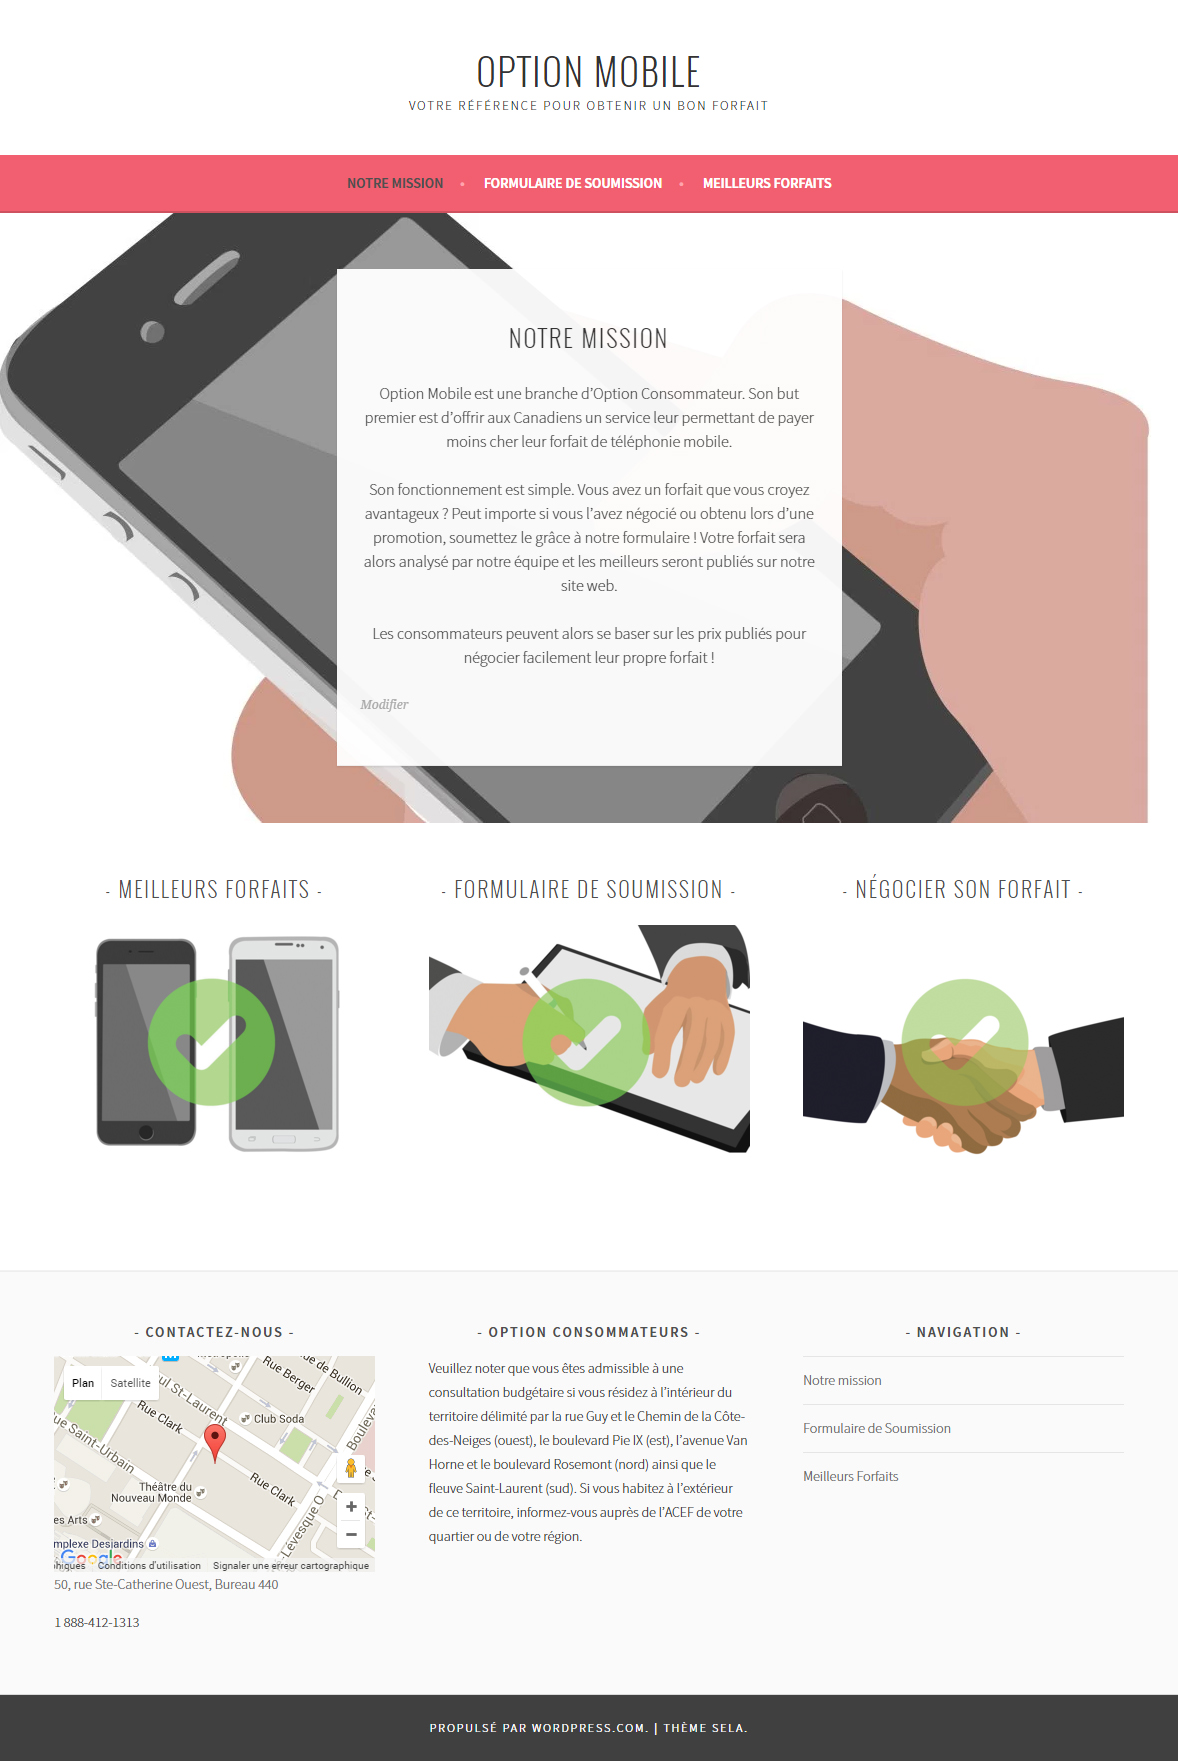 OPTION MOBILE
VOTRE RÉFÉRENCE POUR OBTENIR UN BON FORFAIT
NOTRE MISSION • FORMULAIRE DE SOUMISSION • MEILLEURS FORFAITS
NOTRE MISSION
Option Mobile est une branche d’Option Consommateur. Son but
premier est d’offrir aux Canadiens un service leur permettant de payer
moins cher leur forfait de téléphonie mobile.
Son fonctionnement est simple. Vous avez un forfait que vous croyez
avantageux ? Peut importe si vous l’avez négocié ou obtenu lors d’une
promotion, soumettez le grâce à notre formulaire ! Votre forfait sera
alors analysé par notre équipe et les meilleurs seront publiés sur notre
site web.
Les consommateurs peuvent alors se baser sur les prix publiés pour
négocier facilement leur propre forfait !
Modifier
- MEILLEURS FORFAITS -
- FORMULAIRE DE SOUMISSION -
- NÉGOCIER SON FORFAIT -
- CONTACTEZ-NOUS -
Plan Satellite
Rue Berger
rue de Bullion
Boul St-Laurent
Rue Clark
Club Soda
Rue Saint-Urbain
Théâtre du
Nouveau Monde
Rue Clark
es Arts
mplexe Desjardins
Google
Conditions d'utilisation
Signaler une erreur cartographique
50, rue Ste-Catherine Ouest, Bureau 440
1 888-412-1313
- OPTION CONSOMMATEURS -
Veuillez noter que vous êtes admissible à une
consultation budgétaire si vous résidez à l’intérieur du
territoire délimité par la rue Guy et le Chemin de la Côte-
des-Neiges (ouest), le boulevard Pie IX (est), l’avenue Van
Horne et le boulevard Rosemont (nord) ainsi que le
fleuve Saint-Laurent (sud). Si vous habitez à l’extérieur
de ce territoire, informez-vous auprès de l’ACEF de votre
quartier ou de votre région.
- NAVIGATION -
Notre mission
Formulaire de Soumission
Meilleurs Forfaits
PROPULSÉ PAR WORDPRESS.COM. | THÈME SELA.